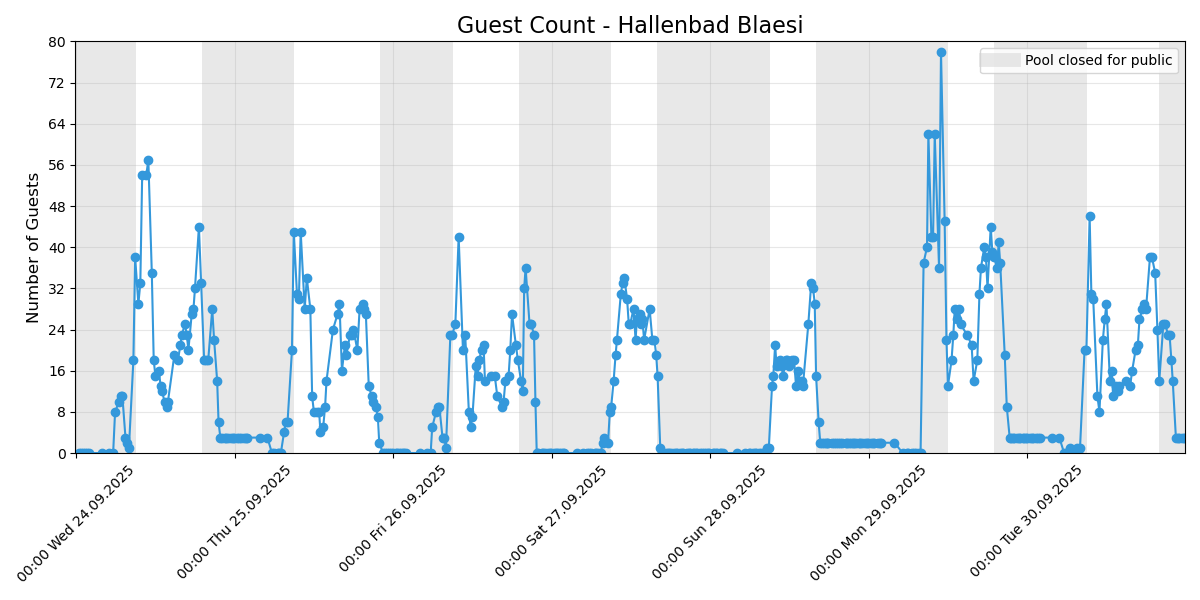 Guest Count - Hallenbad Blaesi
Number of Guests
80
72
64
56
48
40
32
24
16
8
0
Pool closed for public
00:00 Wed 24.09.2025
00:00 Thu 25.09.2025
00:00 Fri 26.09.2025
00:00 Sat 27.09.2025
00:00 Sun 28.09.2025
00:00 Mon 29.09.2025
00:00 Tue 30.09.2025